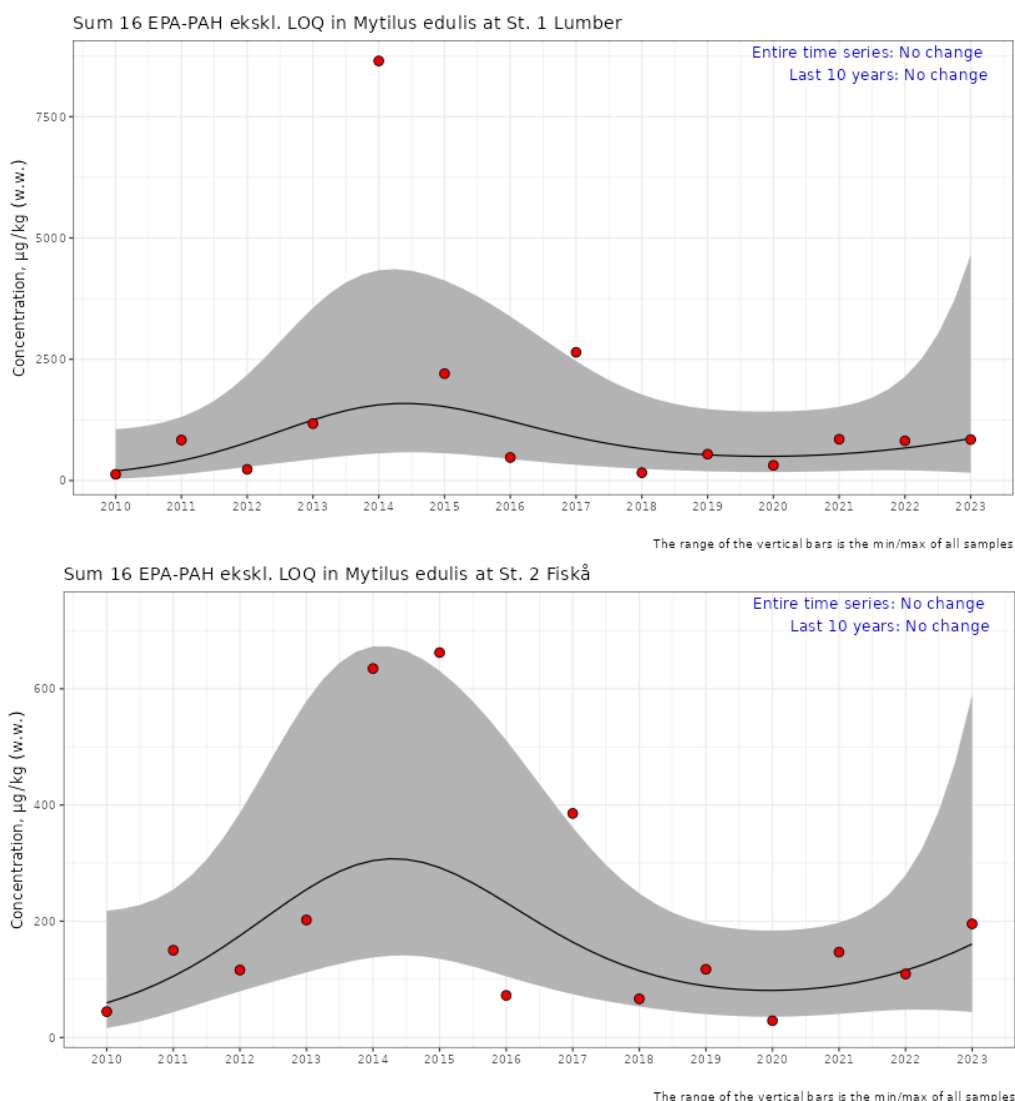 Sum 16 EPA-PAH ekskl. LOQ in Mytilus edulis at St. 1 Lumber
Entire time series: No change
Last 10 years: No change
Concentration, µg/kg (w.w.)
7500
5000
2500
0
2010 2011 2012 2013 2014 2015 2016 2017 2018 2019 2020 2021 2022 2023
The range of the vertical bars is the min/max of all samples
Sum 16 EPA-PAH ekskl. LOQ in Mytilus edulis at St. 2 Fiskå
Entire time series: No change
Last 10 years: No change
Concentration, µg/kg (w.w.)
600
400
200
0
2010 2011 2012 2013 2014 2015 2016 2017 2018 2019 2020 2021 2022 2023
The range of the vertical bars is the min/max of all samples